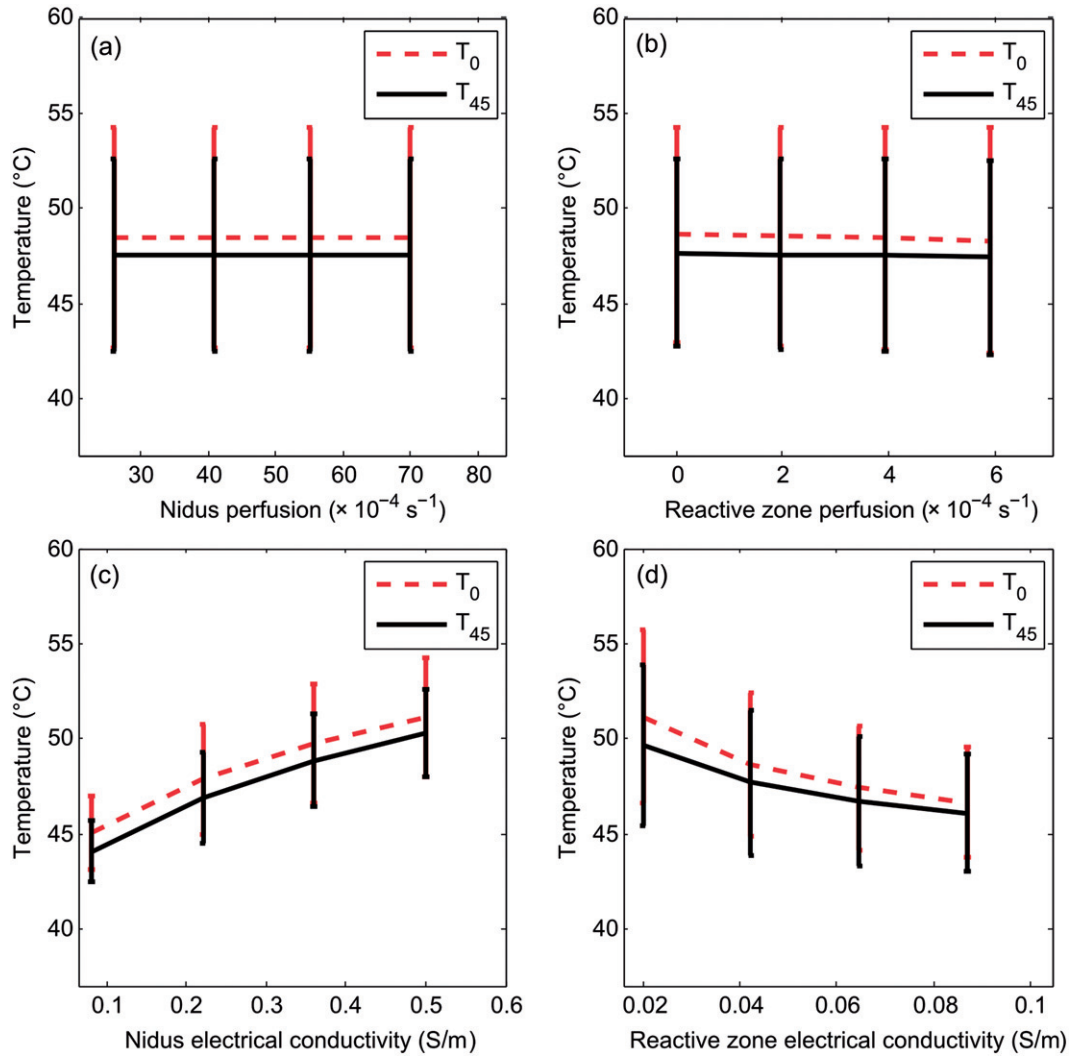 60
55
50
45
40
Temperature (°C)
(a)
T0
T45
30 40 50 60 70 80
Nidus perfusion (× 10−4 s−1)
60
55
50
45
40
Temperature (°C)
(b)
T0
T45
0 2 4 6
Reactive zone perfusion (× 10−4 s−1)
60
55
50
45
40
Temperature (°C)
(c)
T0
T45
0.1 0.2 0.3 0.4 0.5 0.6
Nidus electrical conductivity (S/m)
60
55
50
45
40
Temperature (°C)
(d)
T0
T45
0.02 0.04 0.06 0.08 0.1
Reactive zone electrical conductivity (S/m)